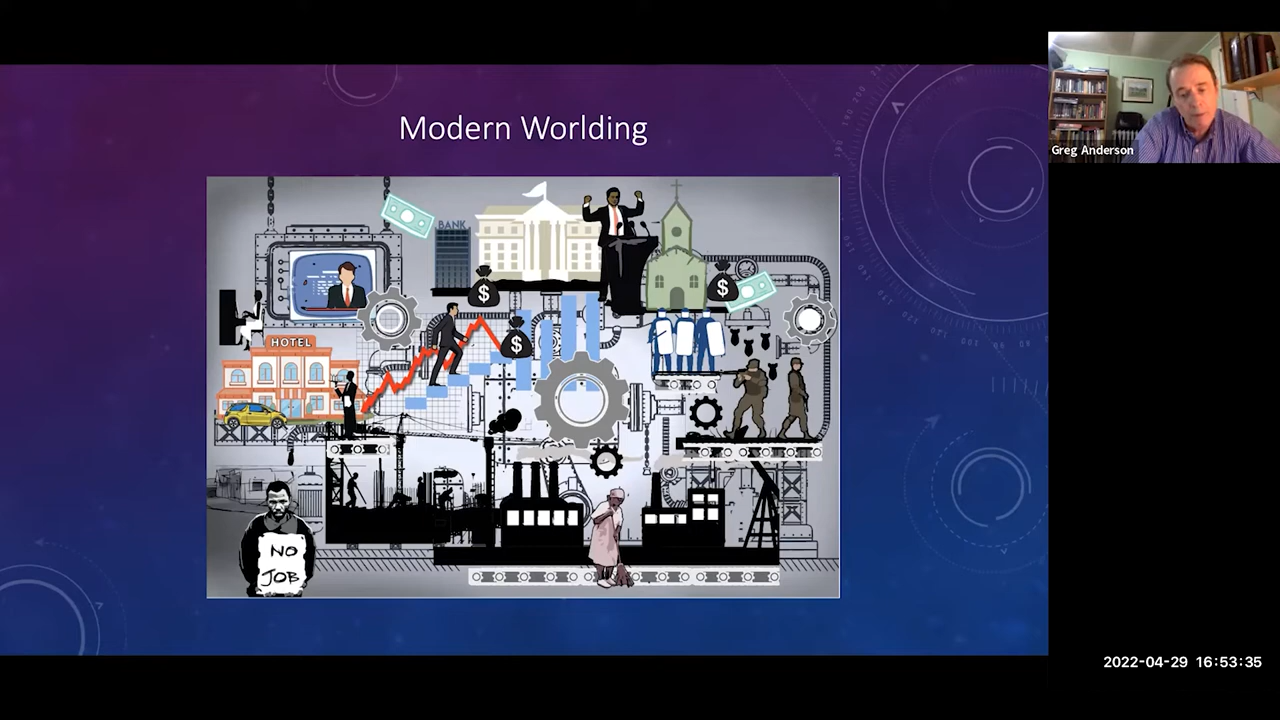 Modern Worlding
Greg Anderson
BANK
$
$
$
HOTEL
NO
JOB
2022-04-29 16:53:35